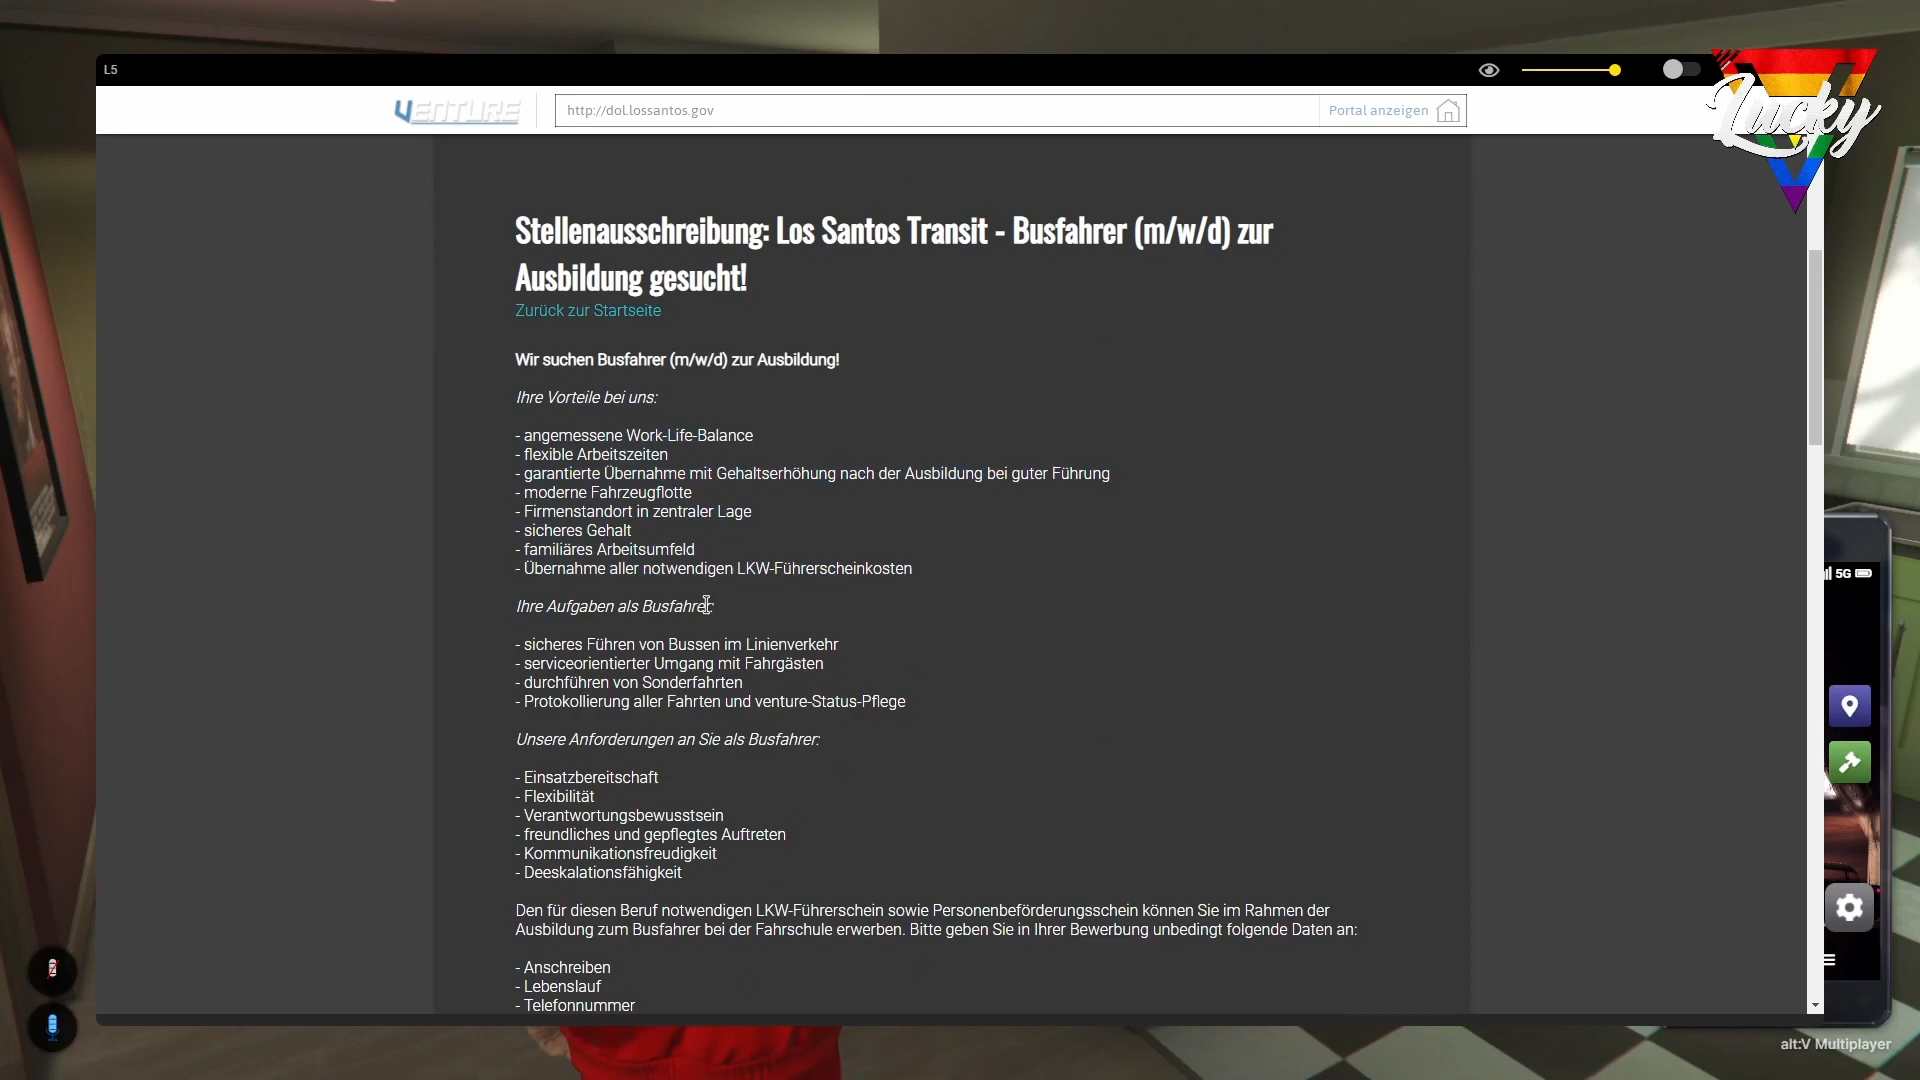 L5
VENTURE
http://dol.lossantos.gov
Portal anzeigen
Lucky
Stellenausschreibung: Los Santos Transit - Busfahrer (m/w/d) zur
Ausbildung gesucht!
Zurück zur Startseite
Wir suchen Busfahrer (m/w/d) zur Ausbildung!
Ihre Vorteile bei uns:
- angemessene Work-Life-Balance
- flexible Arbeitszeiten
- garantierte Übernahme mit Gehaltserhöhung nach der Ausbildung bei guter Führung
- moderne Fahrzeugflotte
- Firmenstandort in zentraler Lage
- sicheres Gehalt
- familiäres Arbeitsumfeld
- Übernahme aller notwendigen LKW-Führerscheinkosten
5G
Ihre Aufgaben als Busfahrer:
- sicheres Führen von Bussen im Linienverkehr
- serviceorientierter Umgang mit Fahrgästen
- durchführen von Sonderfahrten
- Protokollierung aller Fahrten und venture-Status-Pflege
Unsere Anforderungen an Sie als Busfahrer:
- Einsatzbereitschaft
- Flexibilität
- Verantwortungsbewusstsein
- freundliches und gepflegtes Auftreten
- Kommunikationsfreudigkeit
- Deeskalationsfähigkeit
Den für diesen Beruf notwendigen LKW-Führerschein sowie Personenbeförderungsschein können Sie im Rahmen der
Ausbildung zum Busfahrer bei der Fahrschule erwerben. Bitte geben Sie in Ihrer Bewerbung unbedingt folgende Daten an:
- Anschreiben
- Lebenslauf
- Telefonnummer
alt:V Multiplayer